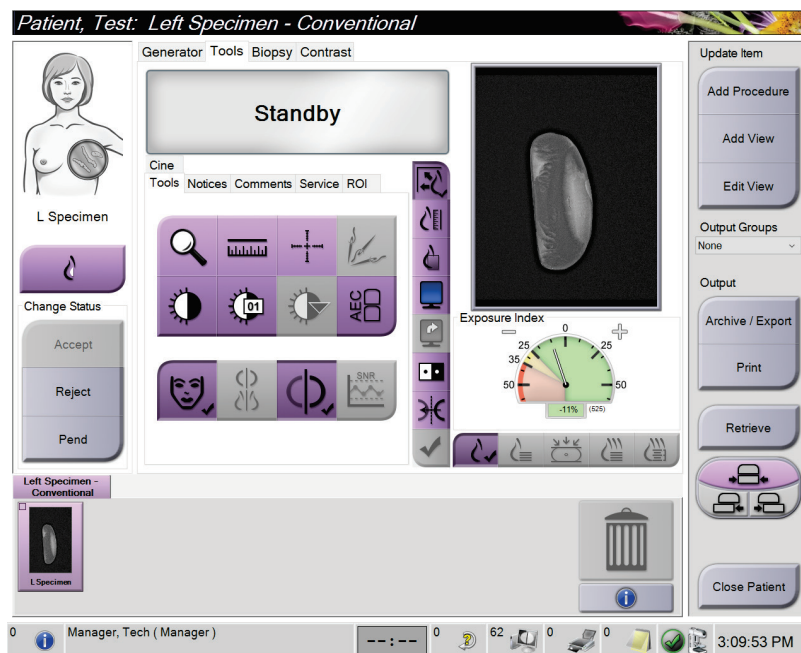 Patient, Test: Left Specimen - Conventional
Generator Tools Biopsy Contrast
Standby
L Specimen
Change Status
Accept
Reject
Pend
Cine
Tools Notices Comments Service ROI
01
AEC
SNR
Exposure Index
0
25 25
35
50 50
-11% (525)
Update Item
Add Procedure
Add View
Edit View
Output Groups
None
Output
Archive / Export
Print
Retrieve
Close Patient
Left Specimen -
Conventional
L Specimen
0 Manager, Tech ( Manager ) --:-- 0 62 0 0 3:09:53 PM